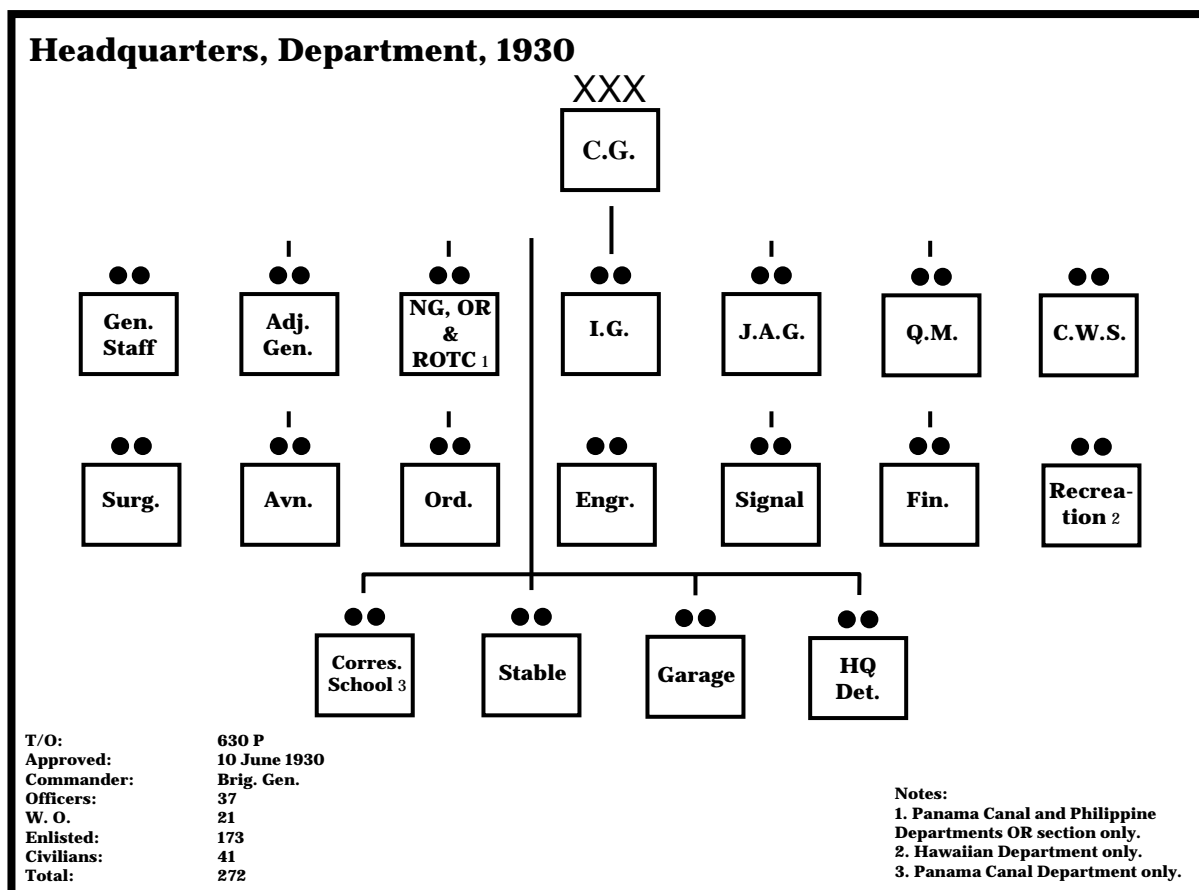 Headquarters, Department, 1930
XXX
C.G.
Gen.
Staff
Adj.
Gen.
NG, OR
&
ROTC 1
I.G.
J.A.G.
Q.M.
C.W.S.
Surg.
Avn.
Ord.
Engr.
Signal
Fin.
Recrea-
tion 2
Corres.
School 3
Stable
Garage
HQ
Det.
T/O: 630 P
Approved: 10 June 1930
Commander: Brig. Gen.
Officers: 37
W. O. 21
Enlisted: 173
Civilians: 41
Total: 272
Notes:
1. Panama Canal and Philippine
Departments OR section only.
2. Hawaiian Department only.
3. Panama Canal Department only.